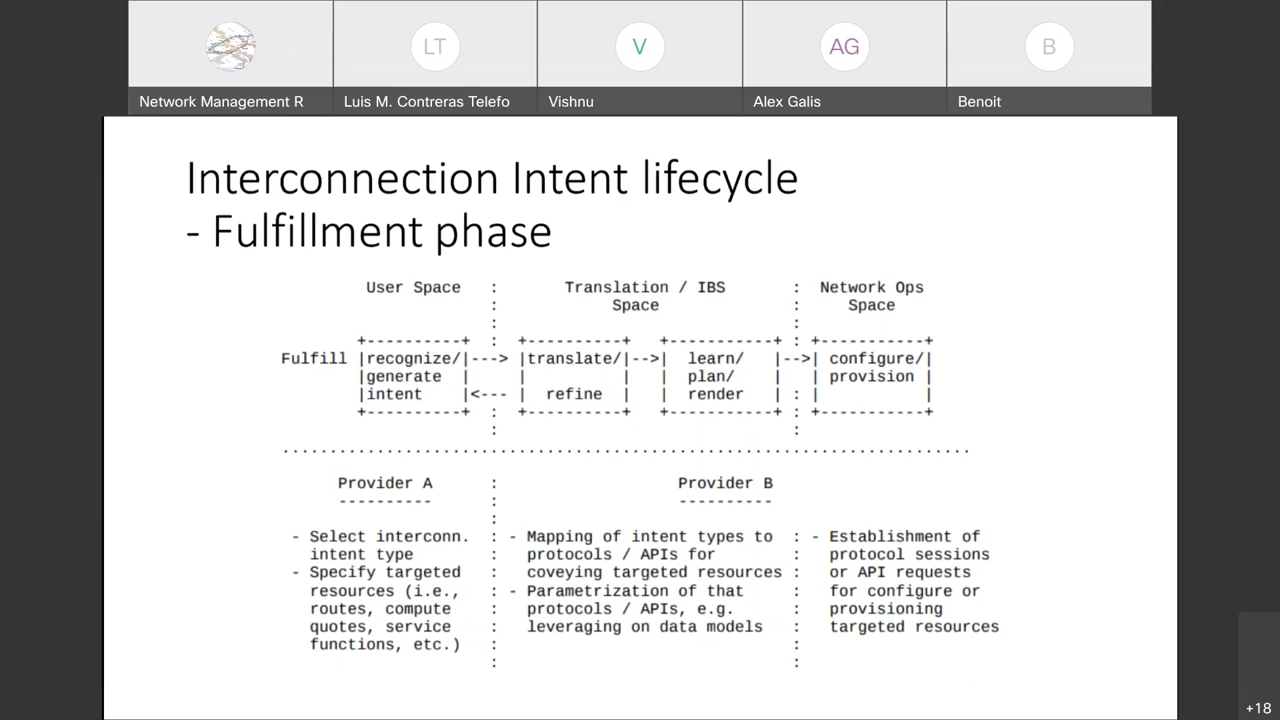 LT
V
AG
B
Network Management R
Luis M. Contreras Telefo
Vishnu
Alex Galis
Benoit
Interconnection Intent lifecycle
- Fulfillment phase
User Space : Translation / IBS : Network Ops
: Space : Space
: :
+----------+ : +----------+ +-----------+ : +-----------+
Fulfill |recognize/|---> |translate/|-->| learn/ |-->| configure/|
|generate | | | | plan/ | | provision |
|intent |<--- | refine | | render | : | |
+----------+ : +----------+ +-----------+ : +-----------+
: :
......................................................................
Provider A : Provider B
---------- : ----------
:
- Select interconn. : - Mapping of intent types to : - Establishment of
intent type : protocols / APIs for : protocol sessions
- Specify targeted : coveying targeted resources : or API requests
resources (i.e., : - Parametrization of that : for configure or
routes, compute : protocols / APIs, e.g. : provisioning
quotes, service : leveraging on data models : targeted resources
functions, etc.) : :
: :
+18